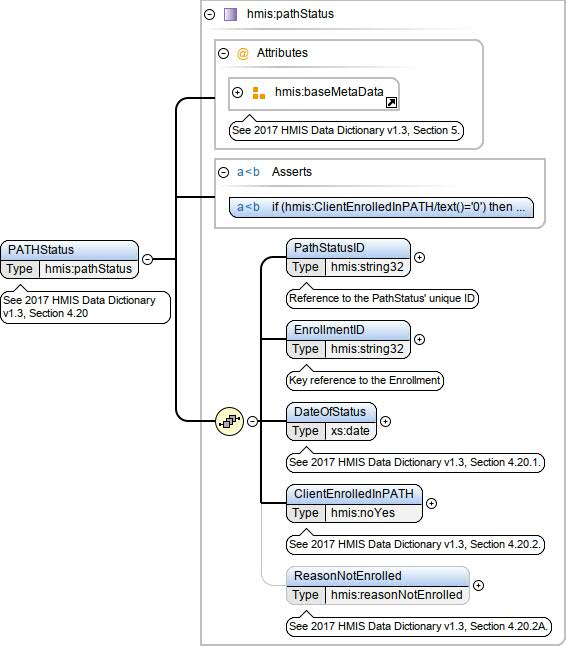 hmis:pathStatus
@ Attributes
hmis:baseMetaData
See 2017 HMIS Data Dictionary v1.3, Section 5.
a<b Asserts
a<b if (hmis:ClientEnrolledInPATH/text()='0') then ...
PATHStatus
Type hmis:pathStatus
See 2017 HMIS Data Dictionary
v1.3, Section 4.20
PathStatusID
Type hmis:string32
Reference to the PathStatus' unique ID
EnrollmentID
Type hmis:string32
Key reference to the Enrollment
DateOfStatus
Type xs:date
See 2017 HMIS Data Dictionary v1.3, Section 4.20.1.
ClientEnrolledInPATH
Type hmis:noYes
See 2017 HMIS Data Dictionary v1.3, Section 4.20.2.
ReasonNotEnrolled
Type hmis:reasonNotEnrolled
See 2017 HMIS Data Dictionary v1.3, Section 4.20.2A.